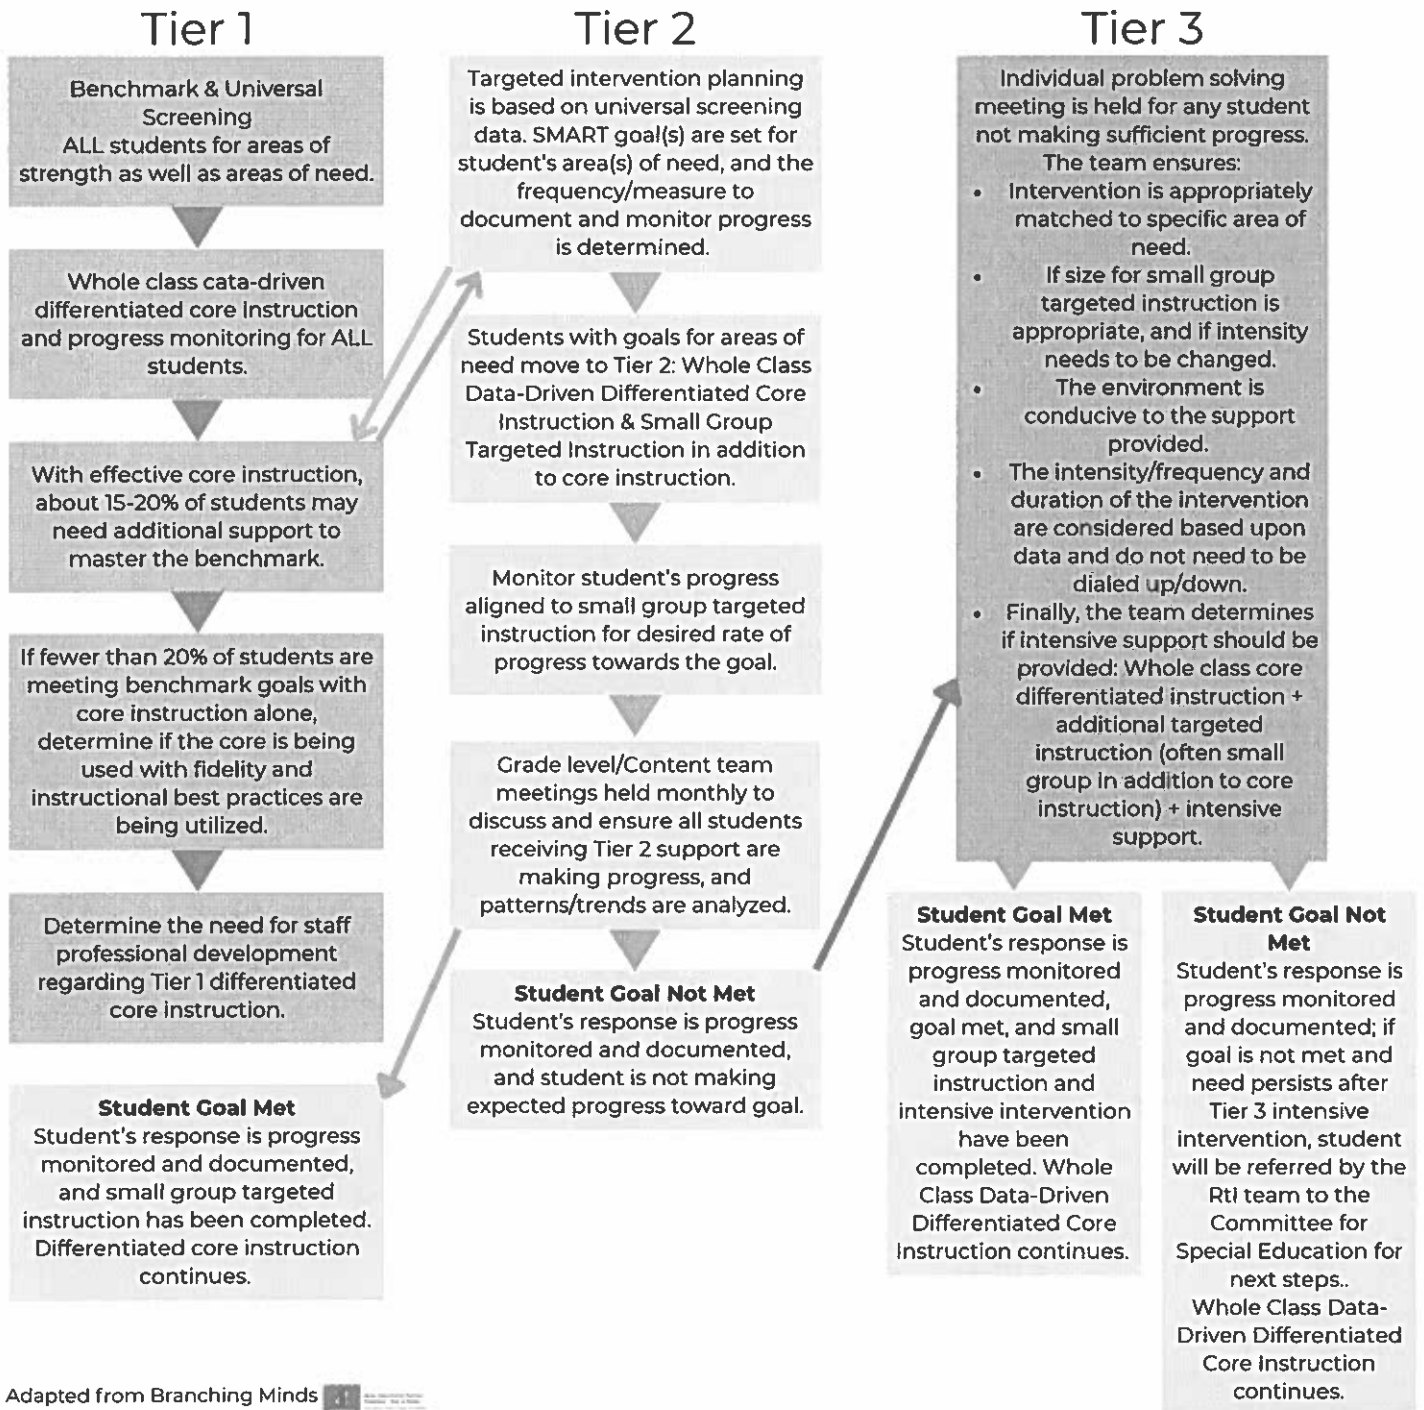 Tier 1
Benchmark & Universal
Screening
ALL students for areas of
strength as well as areas of need.
Whole class cata-driven
differentiated core instruction
and progress monitoring for ALL
students.
With effective core instruction,
about 15-20% of students may
need additional support to
master the benchmark.
If fewer than 20% of students are
meeting benchmark goals with
core instruction alone,
determine if the core is being
used with fidelity and
instructional best practices are
being utilized.
Determine the need for staff
professional development
regarding Tier 1 differentiated
core instruction.
Student Goal Met
Student's response is progress
monitored and documented,
and small group targeted
instruction has been completed.
Differentiated core instruction
continues.
Tier 2
Targeted intervention planning
is based on universal screening
data. SMART goal(s) are set for
student's area(s) of need, and the
frequency/measure to
document and monitor progress
is determined.
Students with goals for areas of
need move to Tier 2: Whole Class
Data-Driven Differentiated Core
Instruction & Small Group
Targeted Instruction in addition
to core instruction.
Monitor student's progress
aligned to small group targeted
instruction for desired rate of
progress towards the goal.
Grade level/Content team
meetings held monthly to
discuss and ensure all students
receiving Tier 2 support are
making progress, and
patterns/trends are analyzed.
Student Goal Not Met
Student's response is progress
monitored and documented,
and student is not making
expected progress toward goal.
Tier 3
Individual problem solving
meeting is held for any student
not making sufficient progress.
The team ensures:
• Intervention is appropriately
matched to specific area of
need.
• If size for small group
targeted instruction is
appropriate, and if intensity
needs to be changed.
• The environment is
conducive to the support
provided.
• The intensity/frequency and
duration of the intervention
are considered based upon
data and do not need to be
dialed up/down.
• Finally, the team determines
if intensive support should be
provided: Whole class core
differentiated instruction +
additional targeted
instruction (often small
group in addition to core
instruction) + intensive
support.
Student Goal Met
Student's response is
progress monitored
and documented,
goal met, and small
group targeted
instruction and
intensive intervention
have been
completed. Whole
Class Data-Driven
Differentiated Core
Instruction continues.
Student Goal Not
Met
Student's response is
progress monitored
and documented; if
goal is not met and
need persists after
Tier 3 intensive
intervention, student
will be referred by the
RtI team to the
Committee for
Special Education for
next steps..
Whole Class Data-
Driven Differentiated
Core Instruction
continues.
Adapted from Branching Minds